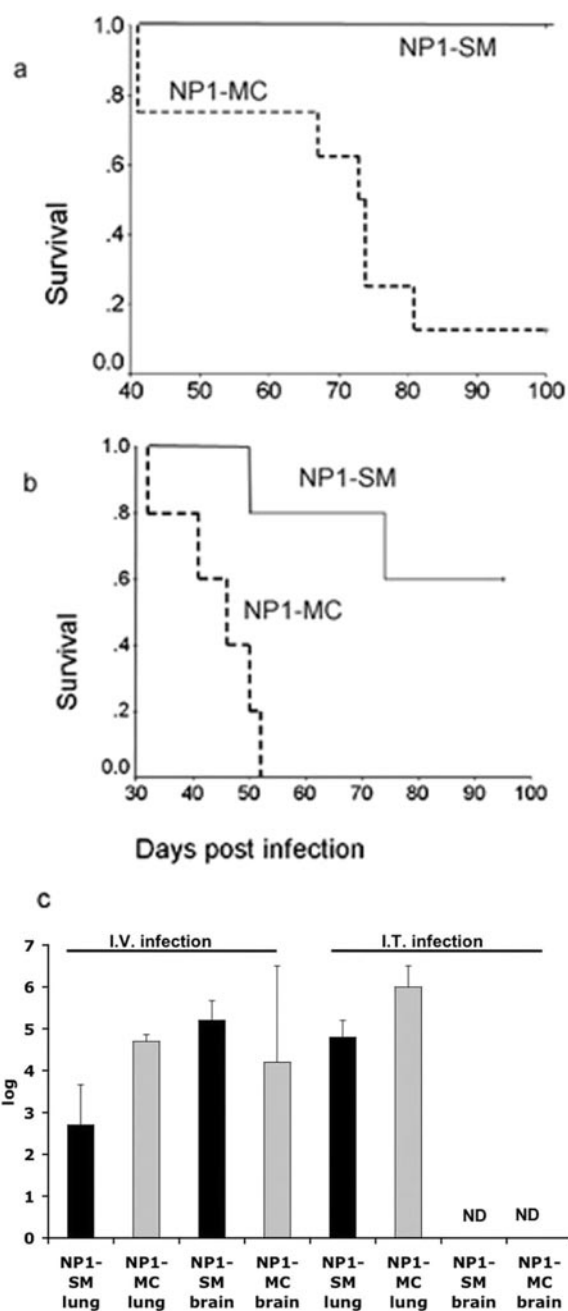 a
1.0
.8
.6
.4
.2
0.0
Survival
NP1-SM
NP1-MC
40 50 60 70 80 90 100
b
1.0
.8
.6
.4
.2
0.0
Survival
NP1-SM
NP1-MC
30 40 50 60 70 80 90 100
Days post infection
c
I.V. infection I.T. infection
7
6
5
4
3
2
1
0
log
ND ND
NP1- NP1- NP1- NP1- NP1- NP1- NP1- NP1-
SM MC SM MC SM MC SM MC
lung lung brain brain lung lung brain brain